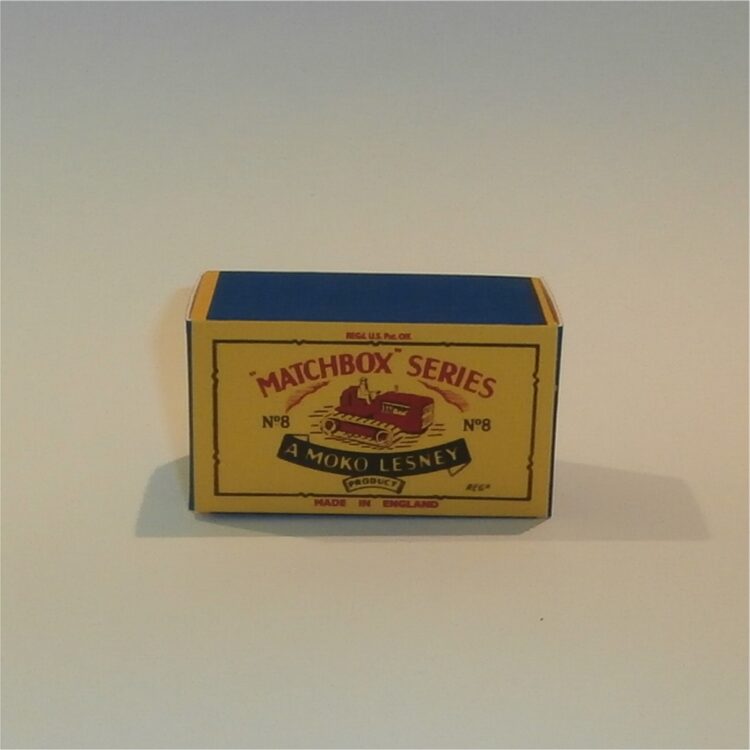 REGd. U.S. Pat. Off.
"MATCHBOX" SERIES
Nº8 Nº8
A MOKO LESNEY
PRODUCT
REGD
MADE IN ENGLAND